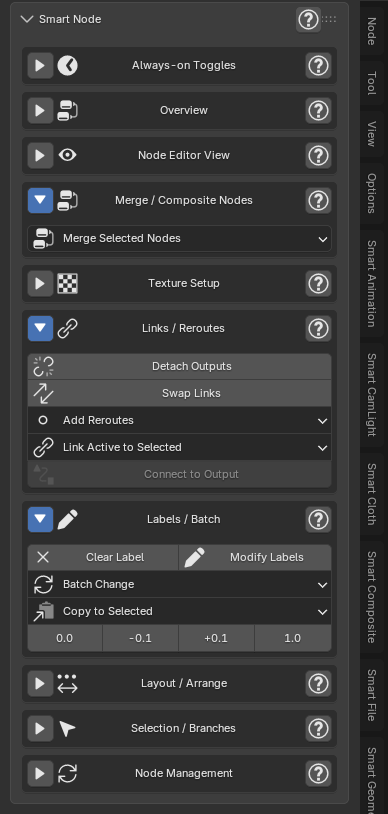 Smart Node
Always-on Toggles
Overview
Node Editor View
Merge / Composite Nodes
Merge Selected Nodes
Texture Setup
Links / Reroutes
Detach Outputs
Swap Links
Add Reroutes
Link Active to Selected
Connect to Output
Labels / Batch
Clear Label Modify Labels
Batch Change
Copy to Selected
0.0 -0.1 +0.1 1.0
Layout / Arrange
Selection / Branches
Node Management
Node
Tool
View
Options
Smart Animation
Smart CamLight
Smart Cloth
Smart Composite
Smart File
Smart Geome